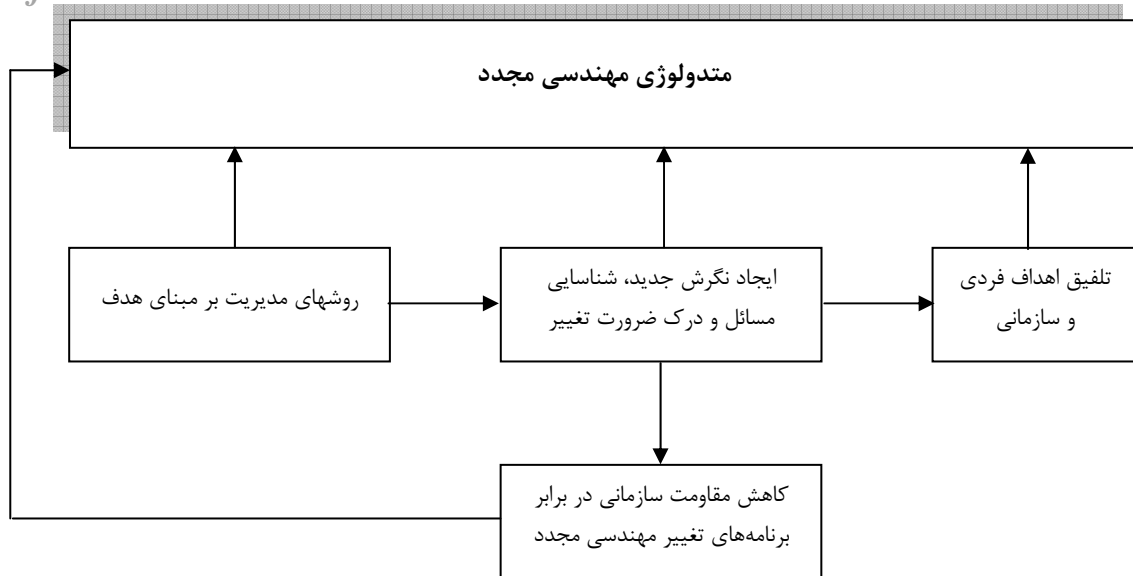 متدولوژی مهندسی مجدد
روشهای مدیریت بر مبنای هدف
ایجاد نگرش جدید، شناسایی
مسائل و درک ضرورت تغییر
تلفیق اهداف فردی
و سازمانی
کاهش مقاومت سازمانی در برابر
برنامه‌های تغییر مهندسی مجدد